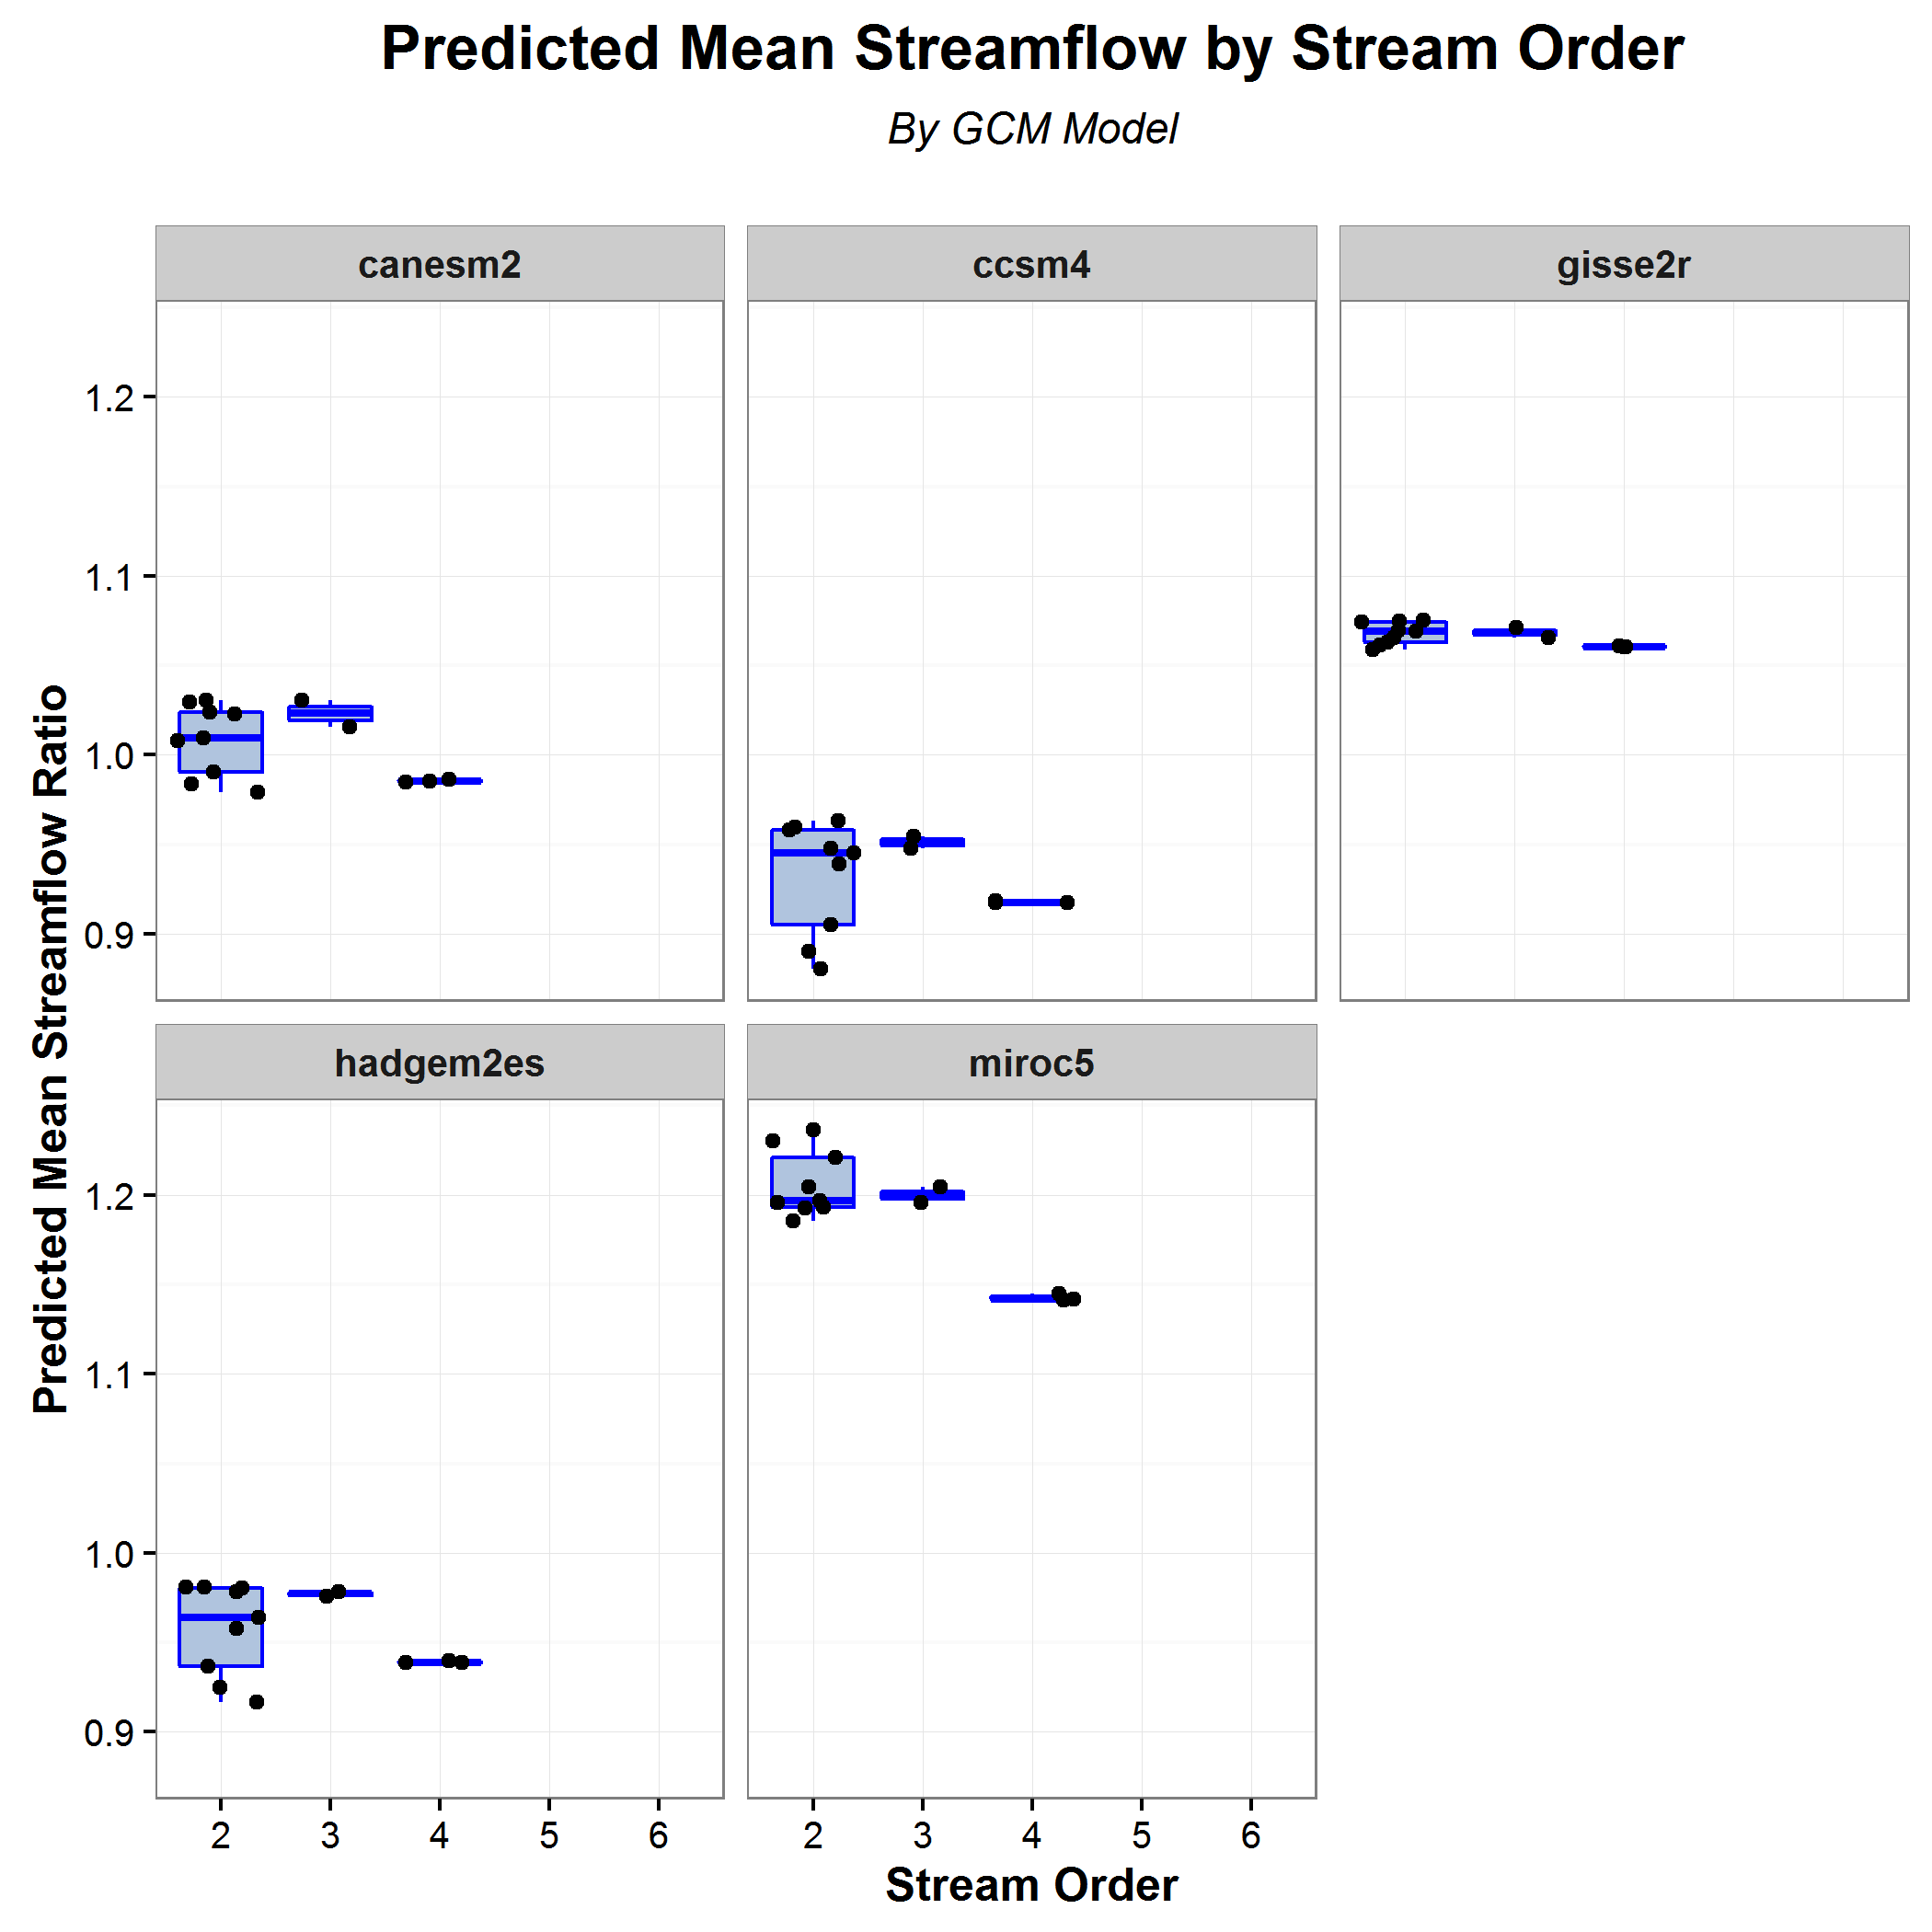 Predicted Mean Streamflow by Stream Order
By GCM Model
canesm2
ccsm4
gisse2r
1.2
1.1
1.0
0.9
Predicted Mean Streamflow Ratio
hadgem2es
miroc5
1.2
1.1
1.0
0.9
2 3 4 5 6
2 3 4 5 6
Stream Order